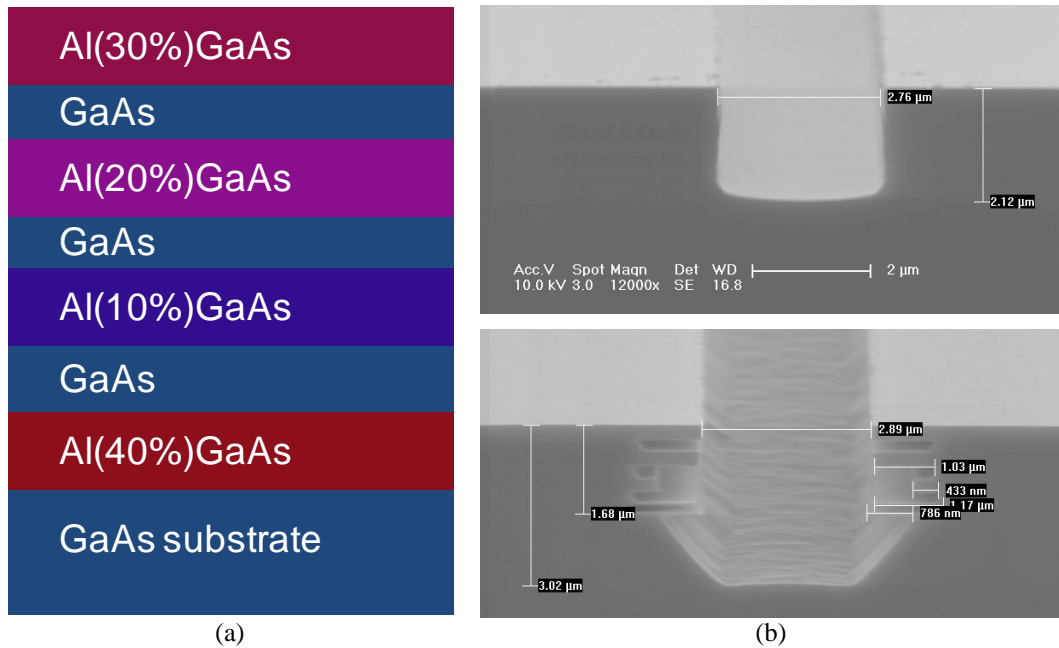 Al(30%)GaAs
GaAs
Al(20%)GaAs
GaAs
Al(10%)GaAs
GaAs
Al(40%)GaAs
GaAs substrate
(a)
2.76 µm
2.12 µm
Acc.V Spot Magn Det WD
10.0 kV 3.0 12000x SE 16.8
2 µm
2.89 µm
1.03 µm
433 nm
1.17 µm
786 nm
1.68 µm
3.02 µm
(b)